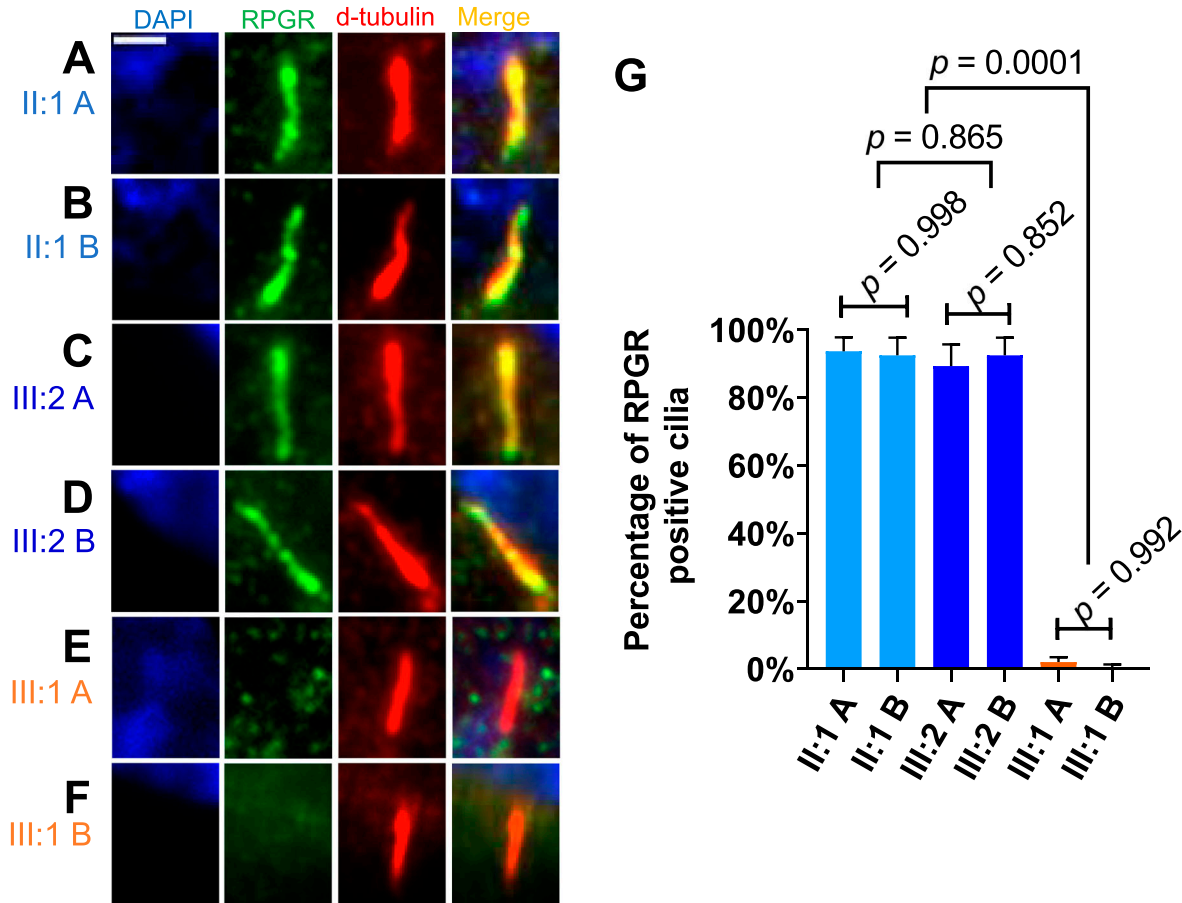 DAPI RPGR d-tubulin Merge
A
II:1 A
B
II:1 B
C
III:2 A
D
III:2 B
E
III:1 A
F
III:1 B
G
p = 0.0001
p = 0.865
p = 0.998
p = 0.852
p = 0.992
Percentage of RPGR
positive cilia
100%
80%
60%
40%
20%
0%
II:1 A
II:1 B
III:2 A
III:2 B
III:1 A
III:1 B